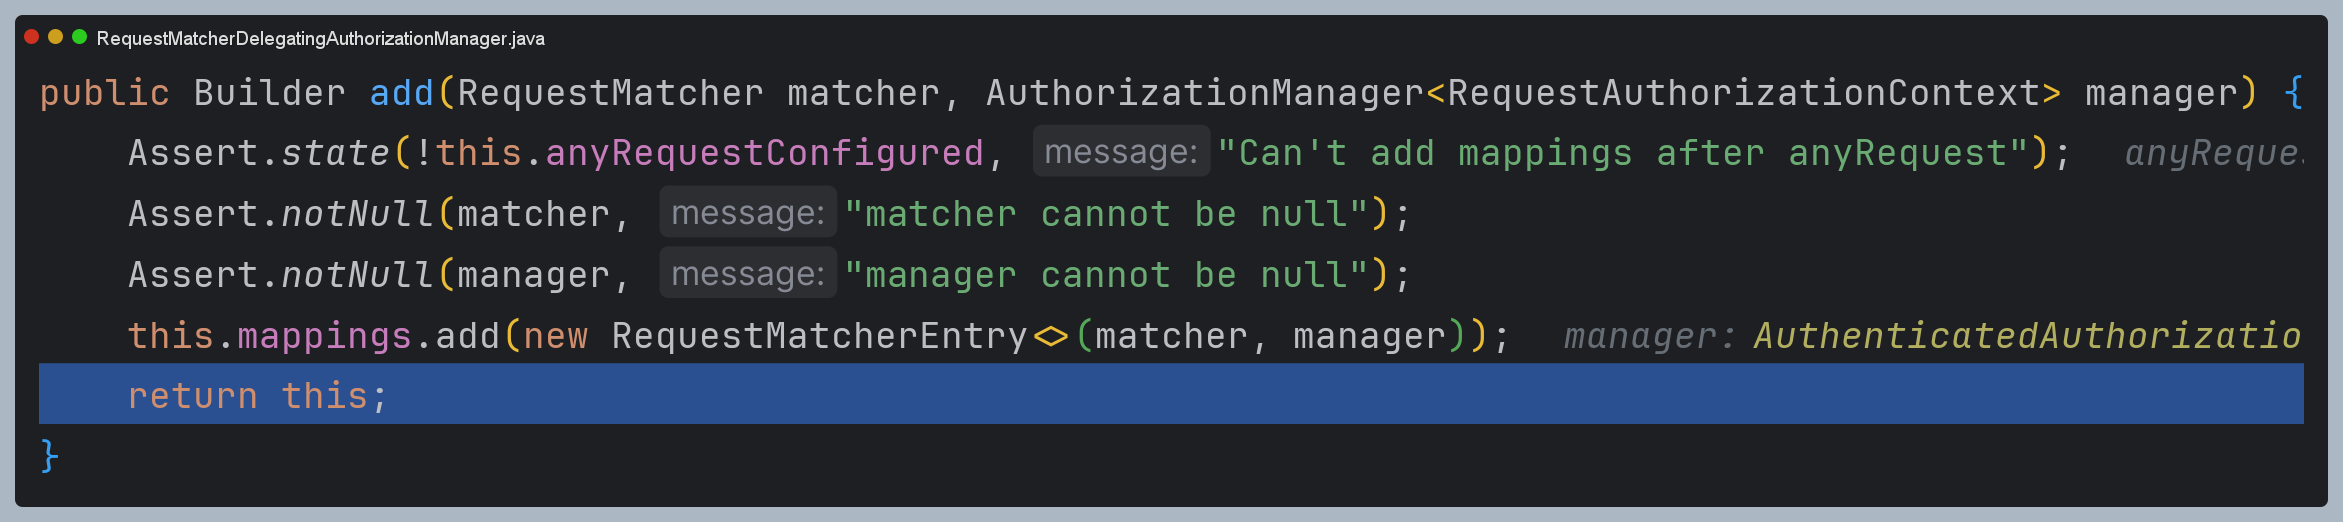 RequestMatcherDelegatingAuthorizationManager.java
public Builder add(RequestMatcher matcher, AuthorizationManager<RequestAuthorizationContext> manager) {
Assert.state(!this.anyRequestConfigured, message: "Can't add mappings after anyRequest"); anyReque
Assert.notNull(matcher, message: "matcher cannot be null");
Assert.notNull(manager, message: "manager cannot be null");
this.mappings.add(new RequestMatcherEntry<>(matcher, manager)); manager: AuthenticatedAuthorizatio
return this;
}